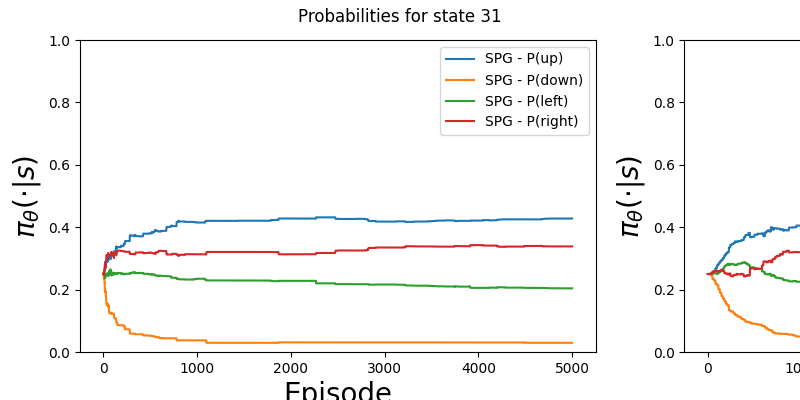 Probabilities for state 31
1.0
0.8
0.6
0.4
0.2
0.0
π_θ(·|s)
SPG - P(up)
SPG - P(down)
SPG - P(left)
SPG - P(right)
0 1000 2000 3000 4000 5000
Episode
1.0
0.8
0.6
0.4
0.2
0.0
π_θ(·|s)
0